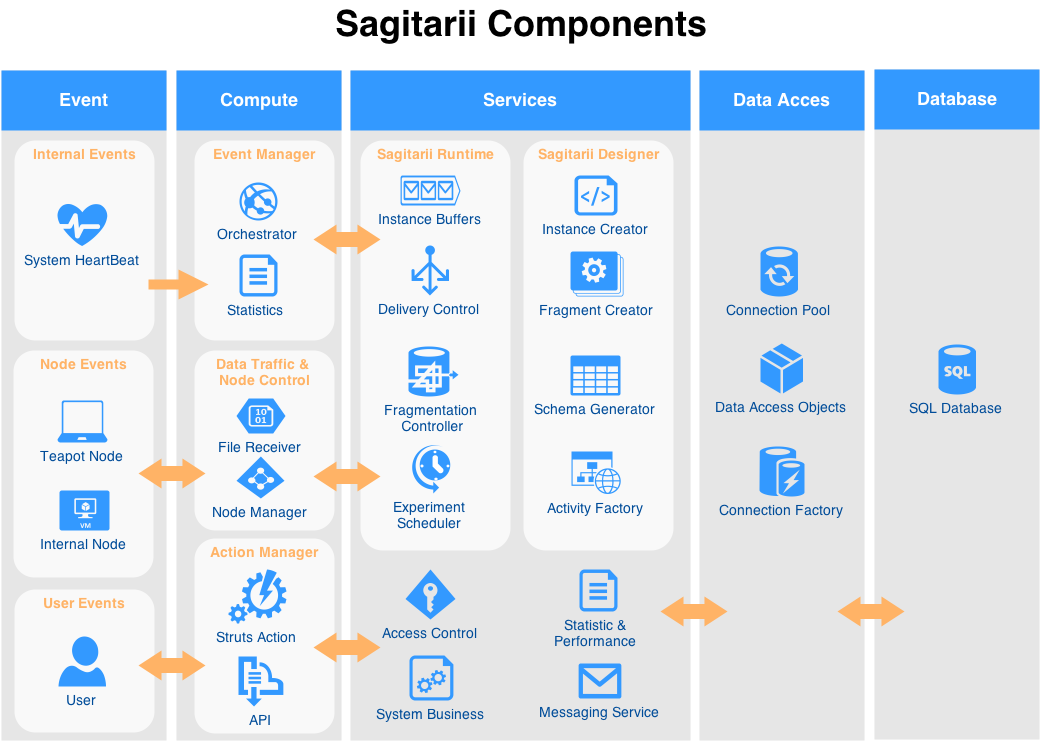 Sagitarii Components
Event
Compute
Services
Data Acces
Database
Internal Events
System HeartBeat
Node Events
Teapot Node
Internal Node
VM
User Events
User
Event Manager
Orchestrator
Statistics
Data Traffic &
Node Control
10
01
File Receiver
Node Manager
Action Manager
Struts Action
API
Sagitarii Runtime
Instance Buffers
Delivery Control
Fragmentation
Controller
Experiment
Scheduler
Sagitarii Designer
</>
Instance Creator
Fragment Creator
Schema Generator
Activity Factory
Access Control
System Business
Statistic &
Performance
Messaging Service
Connection Pool
Data Access Objects
Connection Factory
SQL
SQL Database